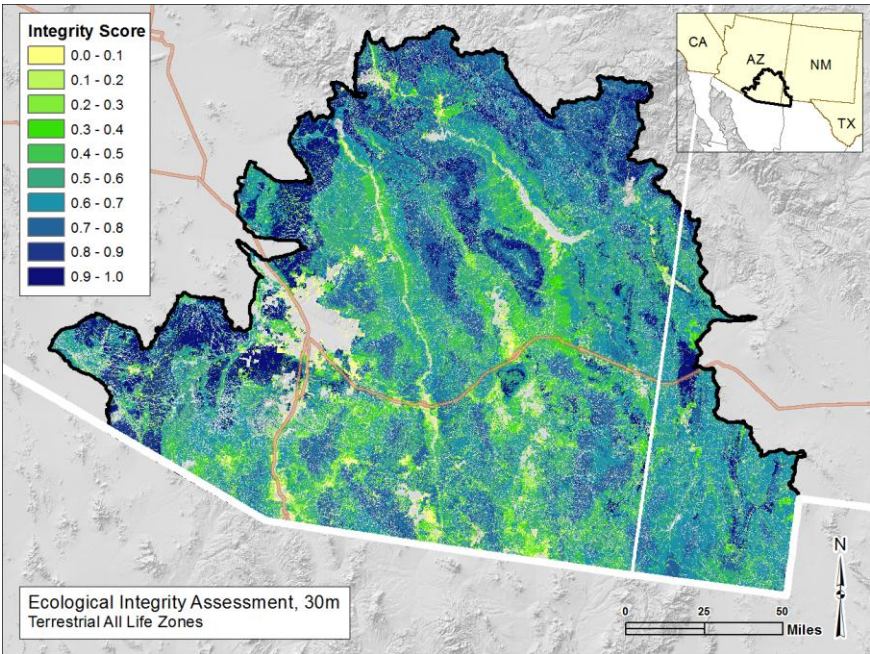 Integrity Score
0.0 - 0.1
0.1 - 0.2
0.2 - 0.3
0.3 - 0.4
0.4 - 0.5
0.5 - 0.6
0.6 - 0.7
0.7 - 0.8
0.8 - 0.9
0.9 - 1.0
CA
AZ
NM
TX
Ecological Integrity Assessment, 30m
Terrestrial All Life Zones
N
0 25 50
Miles